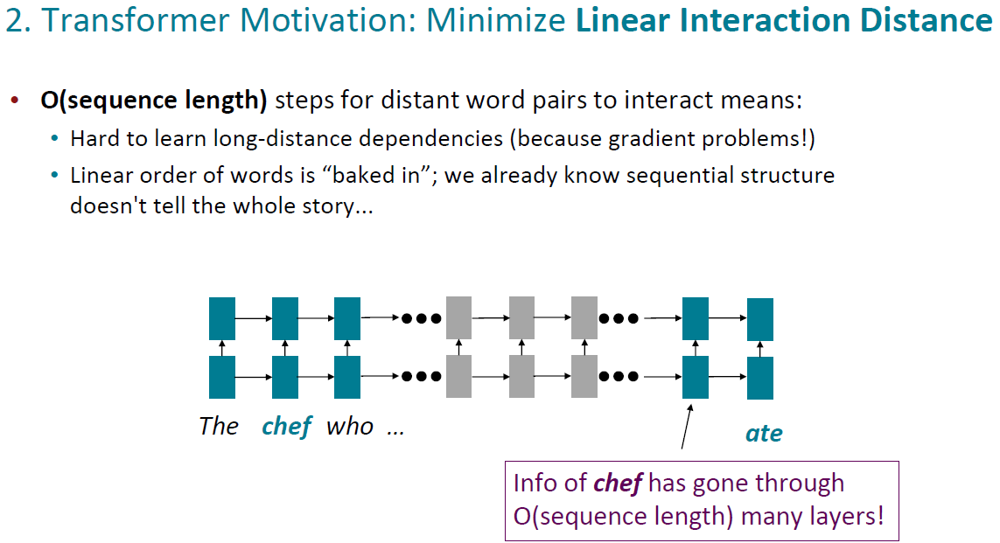 2. Transformer Motivation: Minimize Linear Interaction Distance
• O(sequence length) steps for distant word pairs to interact means:
• Hard to learn long-distance dependencies (because gradient problems!)
• Linear order of words is “baked in”; we already know sequential structure
doesn't tell the whole story...
The chef who ...
ate
Info of chef has gone through
O(sequence length) many layers!